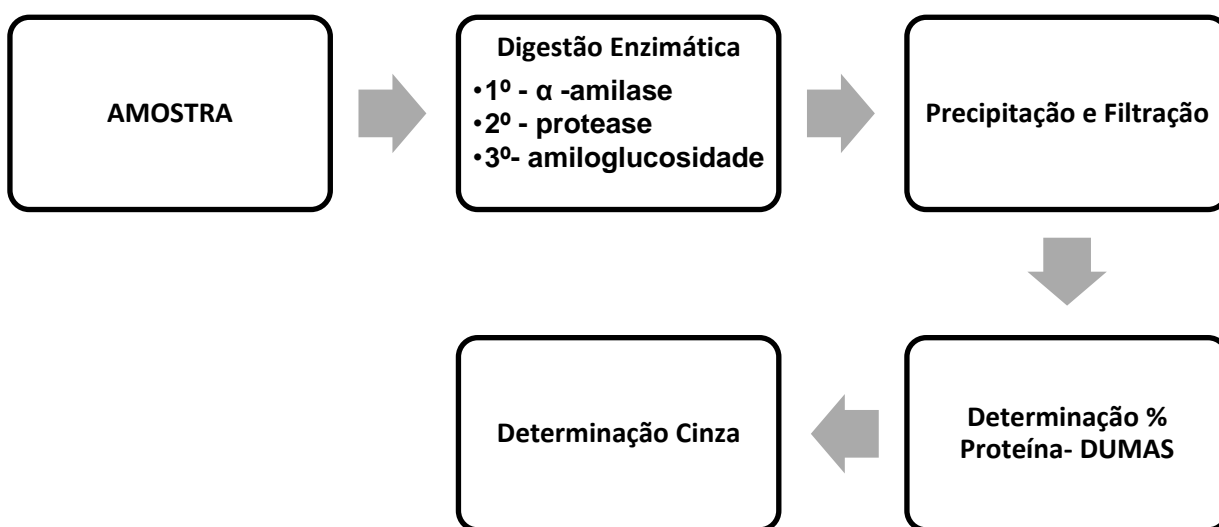 AMOSTRA
Digestão Enzimática
•1º - α -amilase
•2º - protease
•3º- amiloglucosidade
Precipitação e Filtração
Determinação %
Proteína- DUMAS
Determinação Cinza